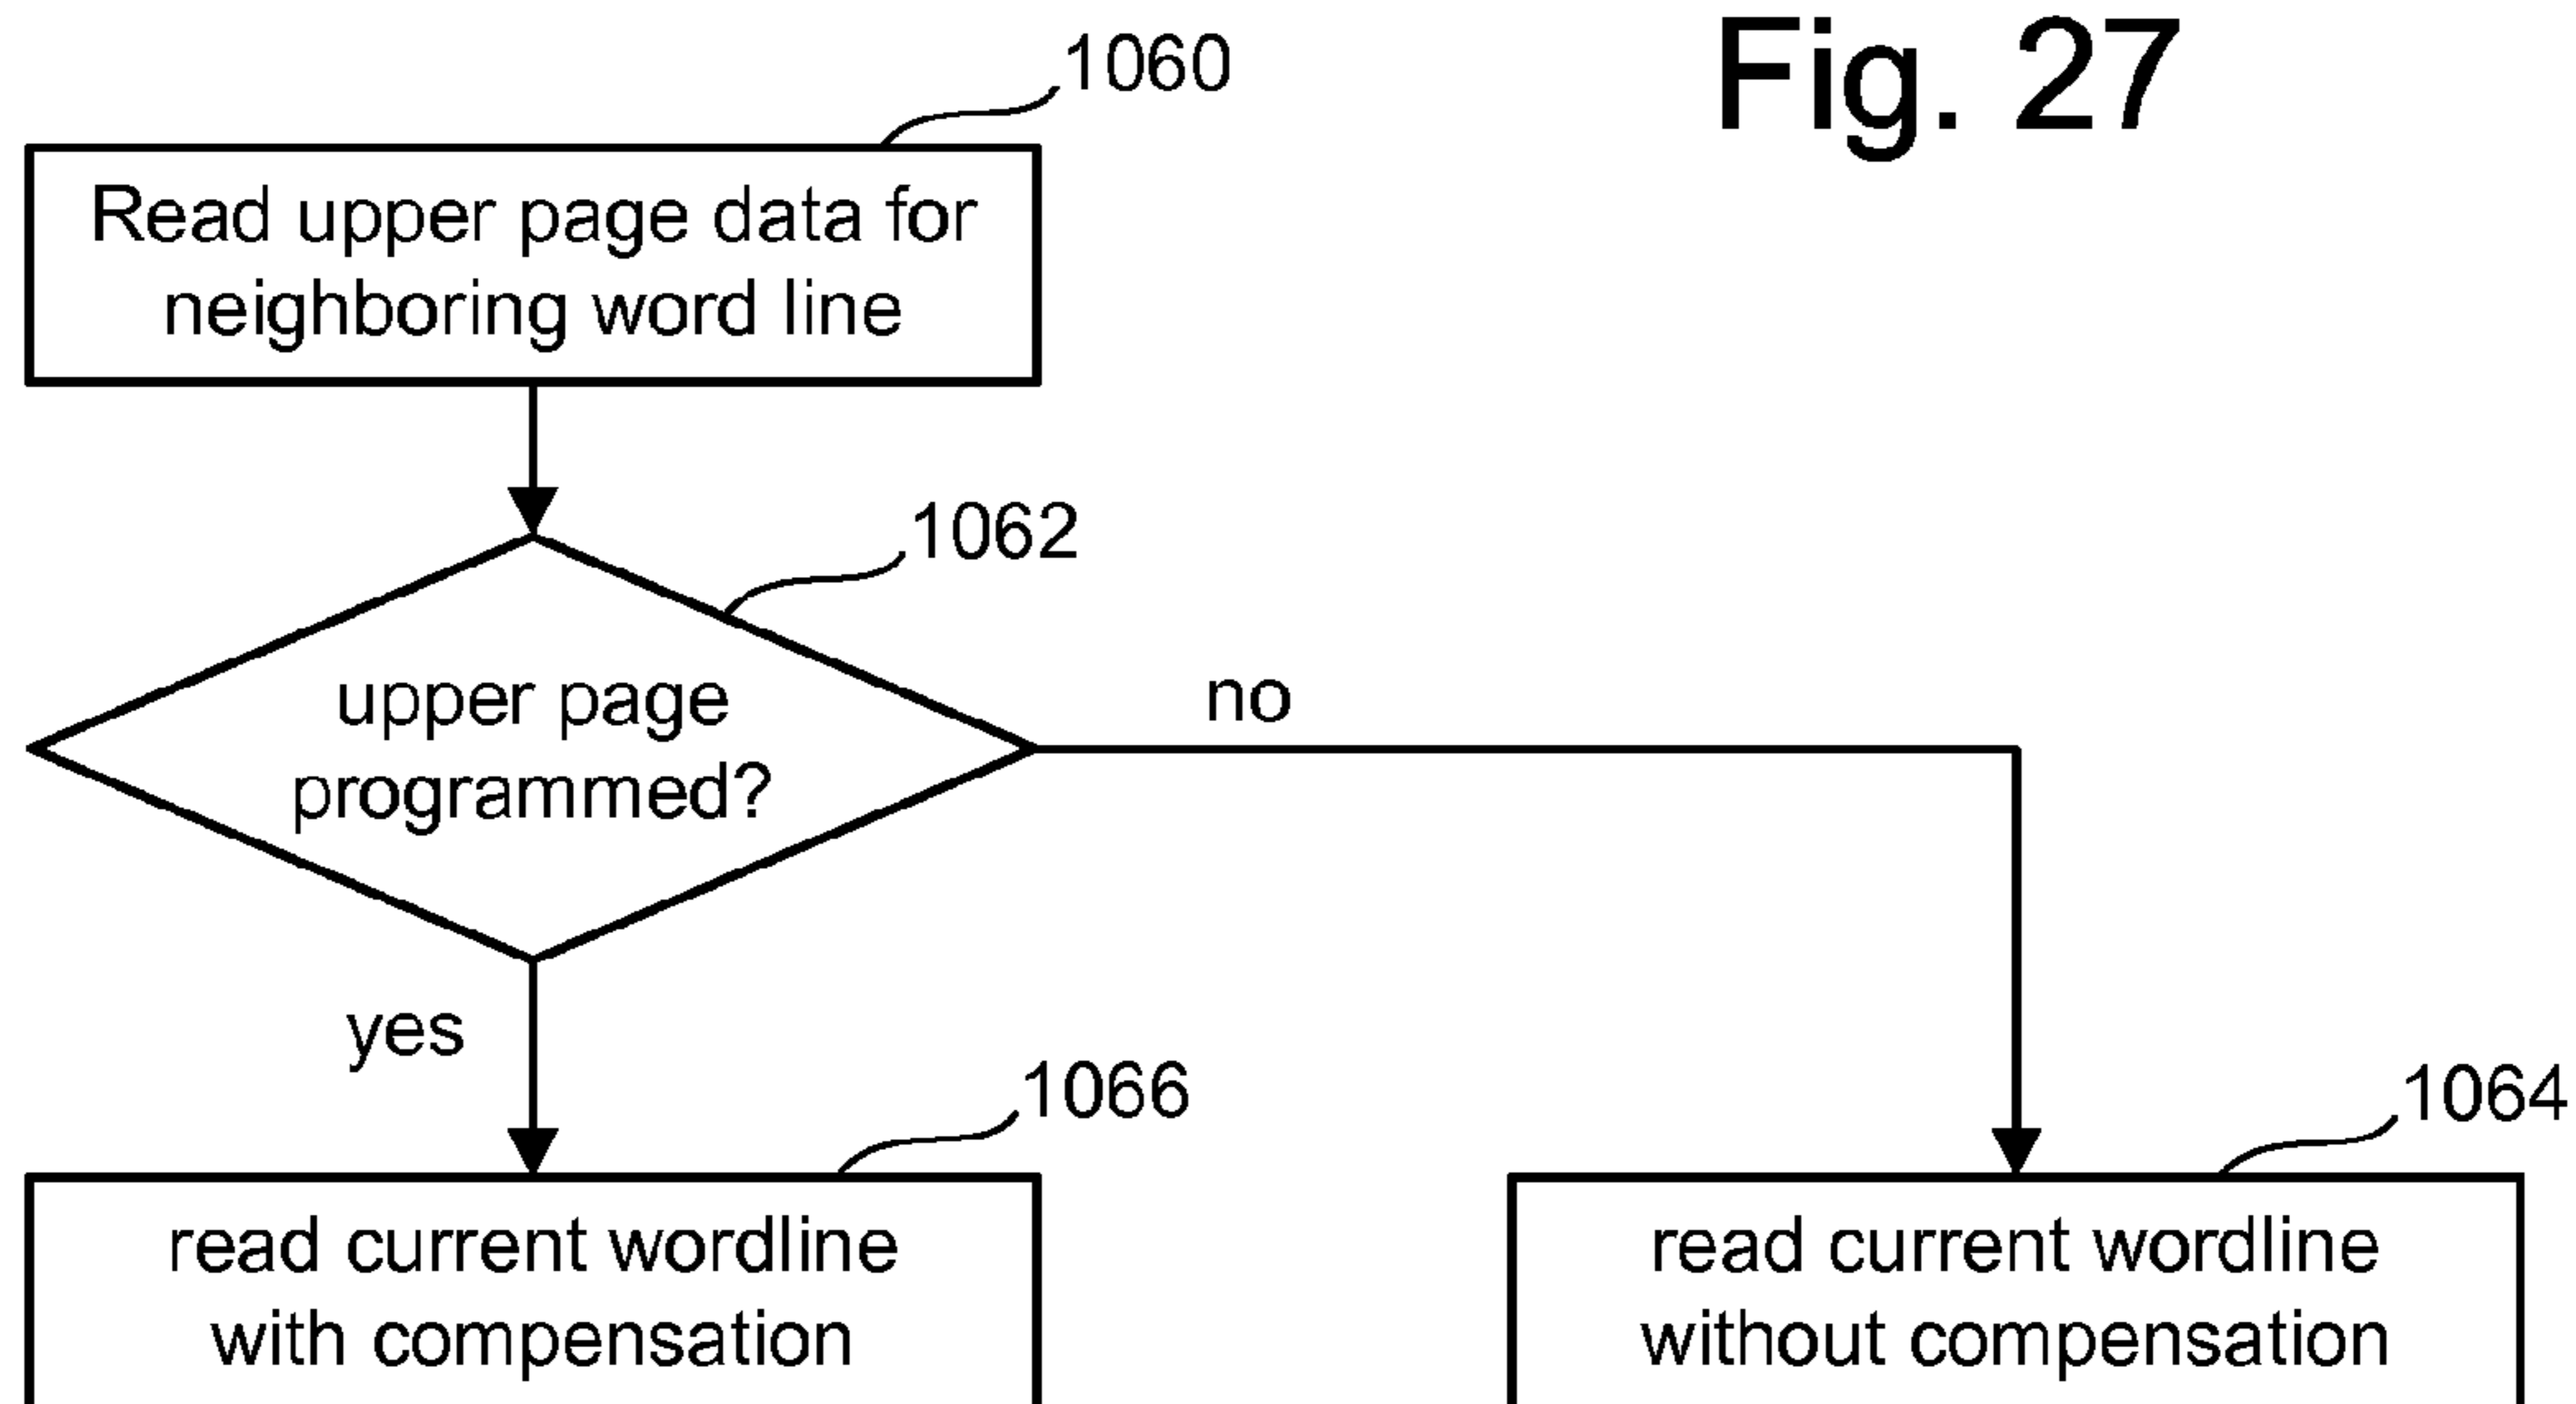 Fig. 27
1060
Read upper page data for
neighboring word line
1062
upper page
programmed?
no
yes
1066
read current wordline
with compensation
1064
read current wordline
without compensation